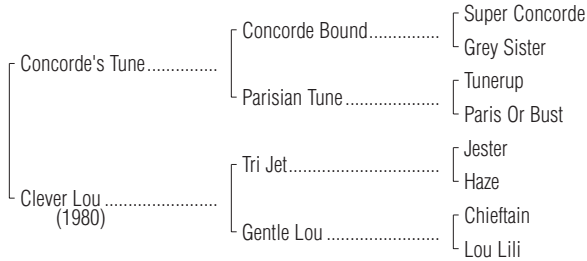 Super Concorde
Concorde Bound
Grey Sister
Concorde's Tune
Tunerup
Parisian Tune
Paris Or Bust
Jester
Tri Jet
Haze
Clever Lou
(1980)
Chieftain
Gentle Lou
Lou Lili